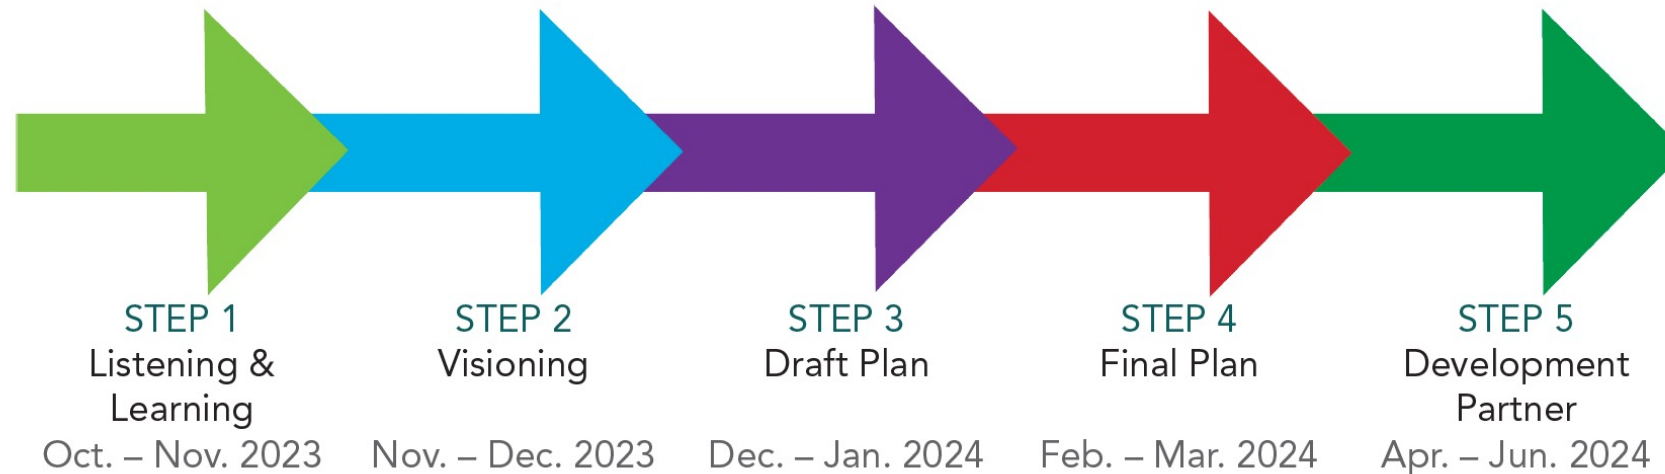 STEP 1
Listening &
Learning
Oct. – Nov. 2023
STEP 2
Visioning
Nov. – Dec. 2023
STEP 3
Draft Plan
Dec. – Jan. 2024
STEP 4
Final Plan
Feb. – Mar. 2024
STEP 5
Development
Partner
Apr. – Jun. 2024